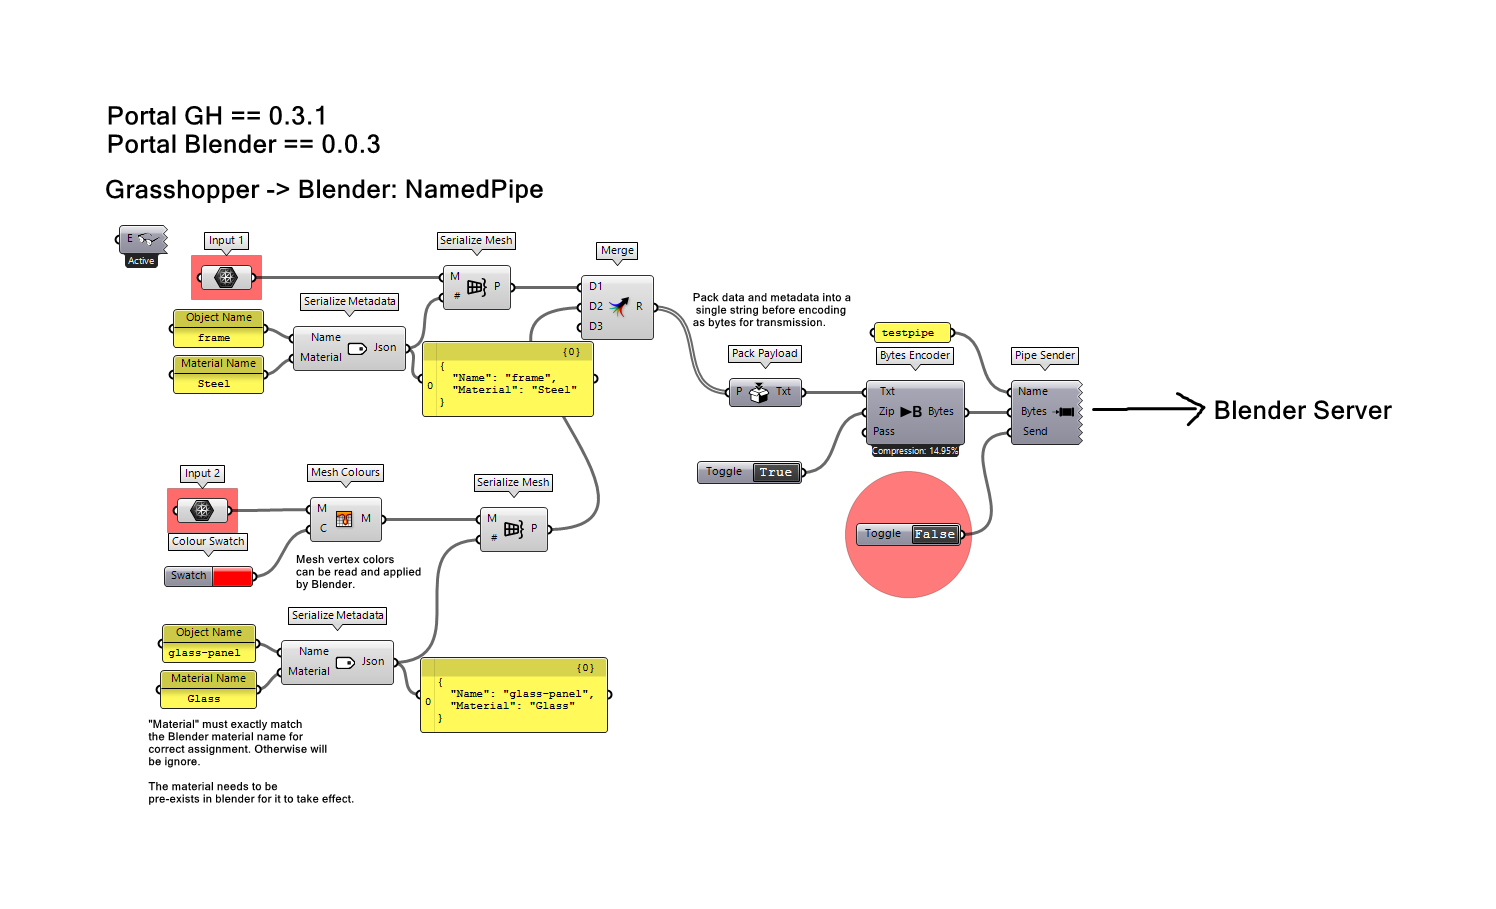 Portal GH == 0.3.1
Portal Blender == 0.0.3
Grasshopper -> Blender: NamedPipe
E
Active
Input 1
Object Name
frame
Material Name
Steel
Serialize Metadata
Name
Material
Json
Serialize Mesh
M
#
P
{0}
0
{
"Name": "frame",
"Material": "Steel"
}
Merge
D1
D2
D3
R
Pack data and metadata into a
single string before encoding
as bytes for transmission.
Pack Payload
P
Txt
testpipe
Bytes Encoder
Txt
Zip
Pass
B
Bytes
Compression: 14.95%
Toggle
True
Pipe Sender
Name
Bytes
Send
Blender Server
Toggle
False
Input 2
Colour Swatch
Swatch
Mesh Colours
M
C
M
Mesh vertex colors
can be read and applied
by Blender.
Serialize Mesh
M
#
P
Serialize Metadata
Object Name
glass-panel
Material Name
Glass
Name
Material
Json
{0}
0
{
"Name": "glass-panel",
"Material": "Glass"
}
"Material" must exactly match
the Blender material name for
correct assignment. Otherwise will
be ignore.
The material needs to be
pre-exists in blender for it to take effect.